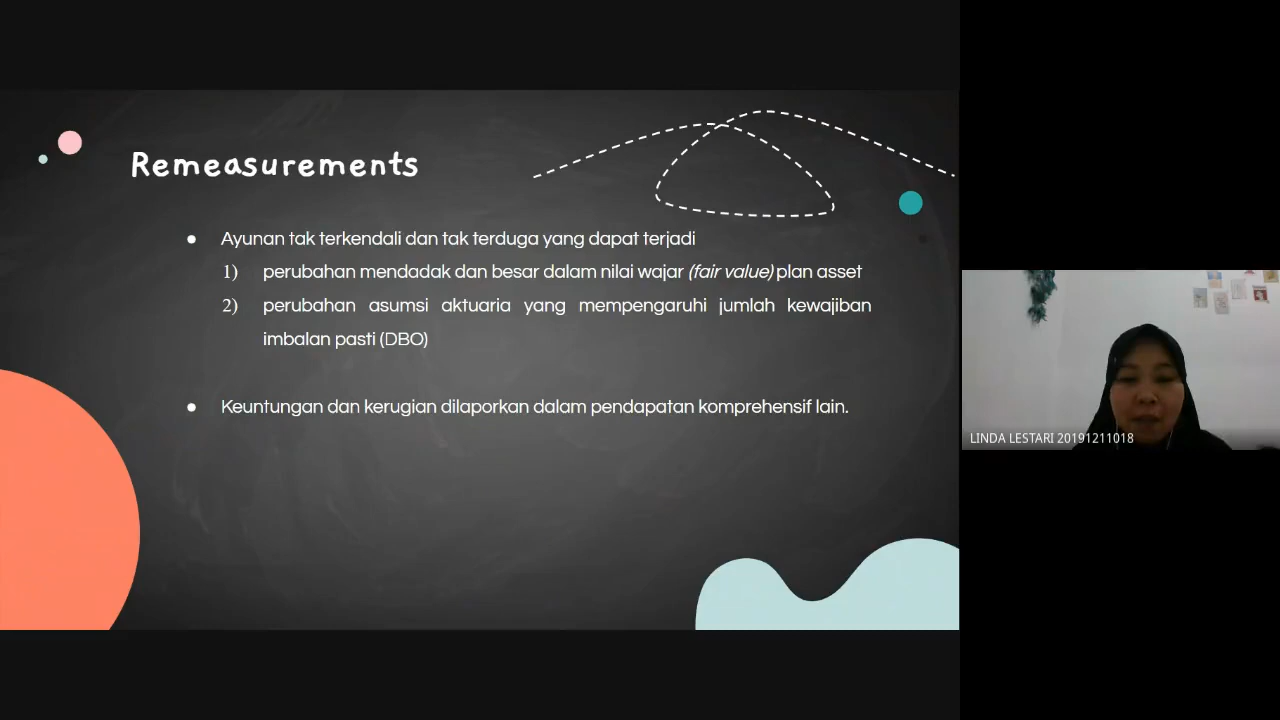 Remeasurements
● Ayunan tak terkendali dan tak terduga yang dapat terjadi
1) perubahan mendadak dan besar dalam nilai wajar (fair value) plan asset
2) perubahan asumsi aktuaria yang mempengaruhi jumlah kewajiban
imbalan pasti (DBO)
● Keuntungan dan kerugian dilaporkan dalam pendapatan komprehensif lain.
LINDA LESTARI 20191211018